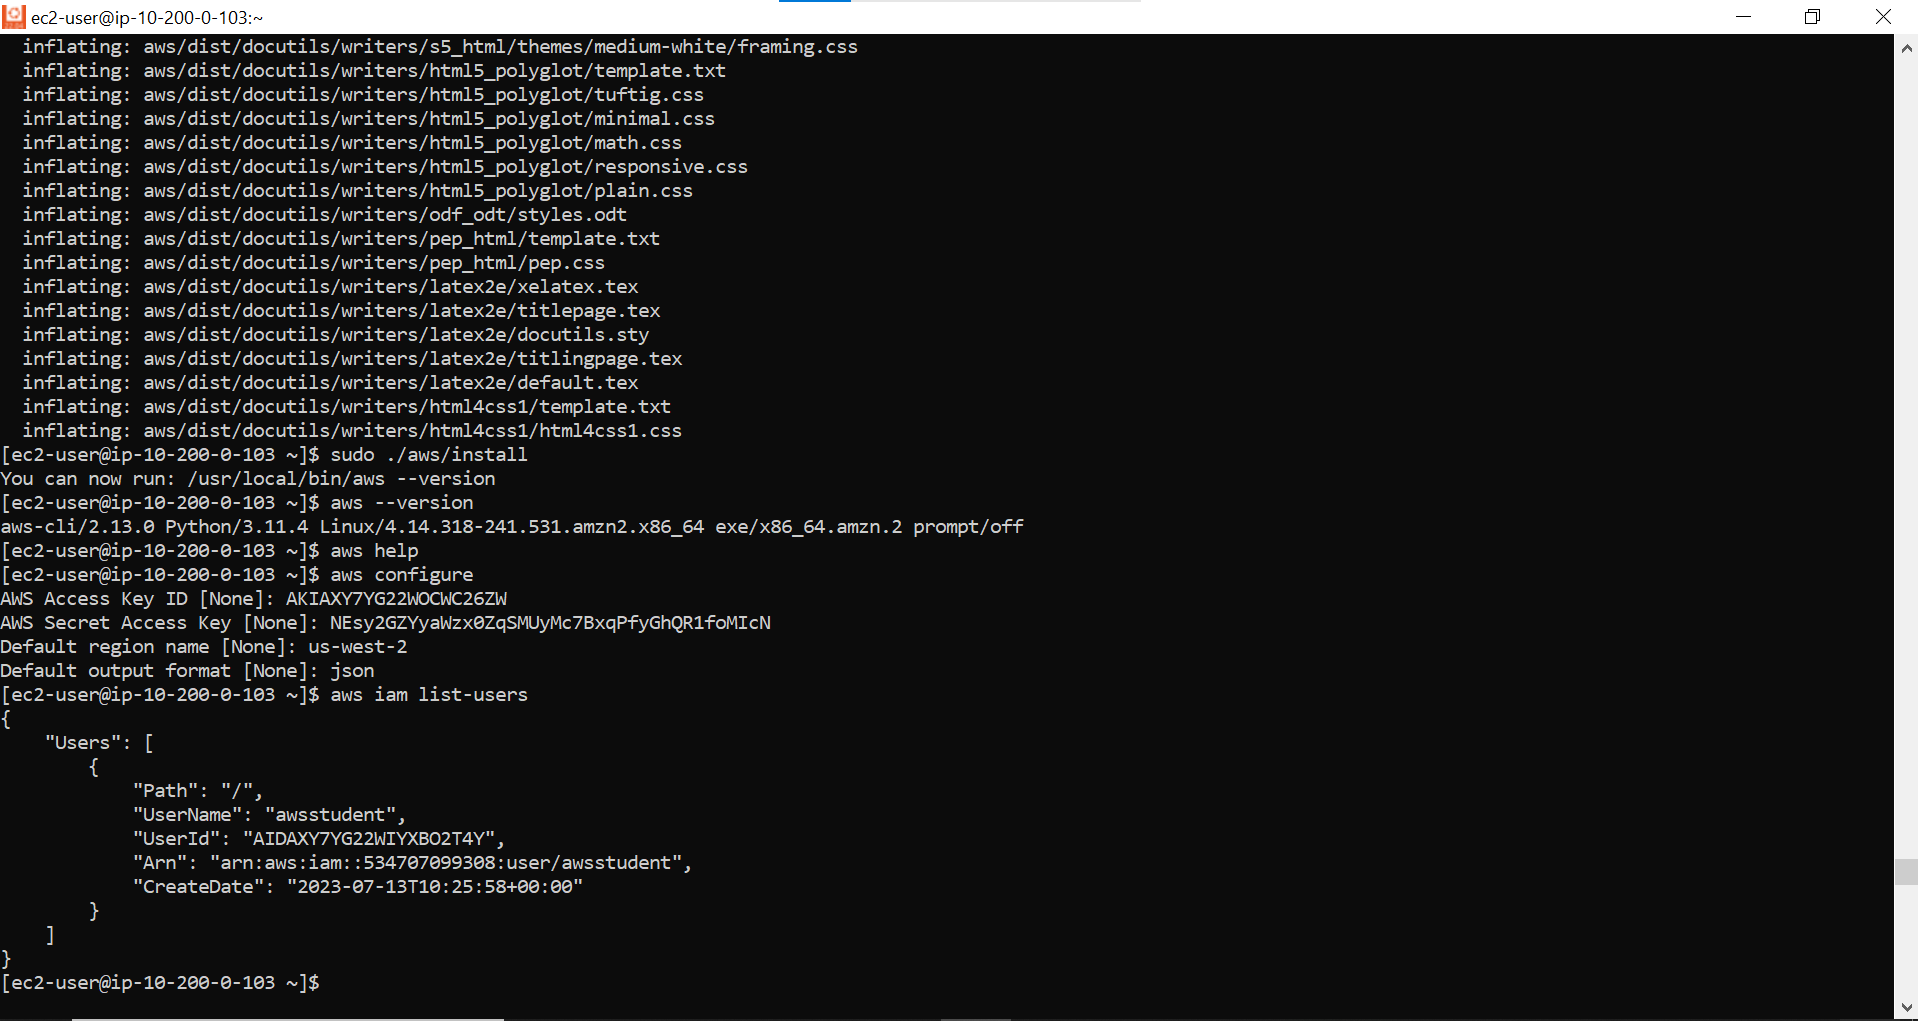 ec2-user@ip-10-200-0-103:~
inflating: aws/dist/docutils/writers/s5_html/themes/medium-white/framing.css
inflating: aws/dist/docutils/writers/html5_polyglot/template.txt
inflating: aws/dist/docutils/writers/html5_polyglot/tuftig.css
inflating: aws/dist/docutils/writers/html5_polyglot/minimal.css
inflating: aws/dist/docutils/writers/html5_polyglot/math.css
inflating: aws/dist/docutils/writers/html5_polyglot/responsive.css
inflating: aws/dist/docutils/writers/html5_polyglot/plain.css
inflating: aws/dist/docutils/writers/odf_odt/styles.odt
inflating: aws/dist/docutils/writers/pep_html/template.txt
inflating: aws/dist/docutils/writers/pep_html/pep.css
inflating: aws/dist/docutils/writers/latex2e/xelatex.tex
inflating: aws/dist/docutils/writers/latex2e/titlepage.tex
inflating: aws/dist/docutils/writers/latex2e/docutils.sty
inflating: aws/dist/docutils/writers/latex2e/titlingpage.tex
inflating: aws/dist/docutils/writers/latex2e/default.tex
inflating: aws/dist/docutils/writers/html4css1/template.txt
inflating: aws/dist/docutils/writers/html4css1/html4css1.css
[ec2-user@ip-10-200-0-103 ~]$ sudo ./aws/install
You can now run: /usr/local/bin/aws --version
[ec2-user@ip-10-200-0-103 ~]$ aws --version
aws-cli/2.13.0 Python/3.11.4 Linux/4.14.318-241.531.amzn2.x86_64 exe/x86_64.amzn.2 prompt/off
[ec2-user@ip-10-200-0-103 ~]$ aws help
[ec2-user@ip-10-200-0-103 ~]$ aws configure
AWS Access Key ID [None]: AKIAXY7YG22WOCWC26ZW
AWS Secret Access Key [None]: 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
Default region name [None]: us-west-2
Default output format [None]: json
[ec2-user@ip-10-200-0-103 ~]$ aws iam list-users
{
    "Users": [
        {
            "Path": "/",
            "UserName": "awsstudent",
            "UserId": "AIDAXY7YG22WIYXBO2T4Y",
            "Arn": "arn:aws:iam::534707099308:user/awsstudent",
            "CreateDate": "2023-07-13T10:25:58+00:00"
        }
    ]
}
[ec2-user@ip-10-200-0-103 ~]$